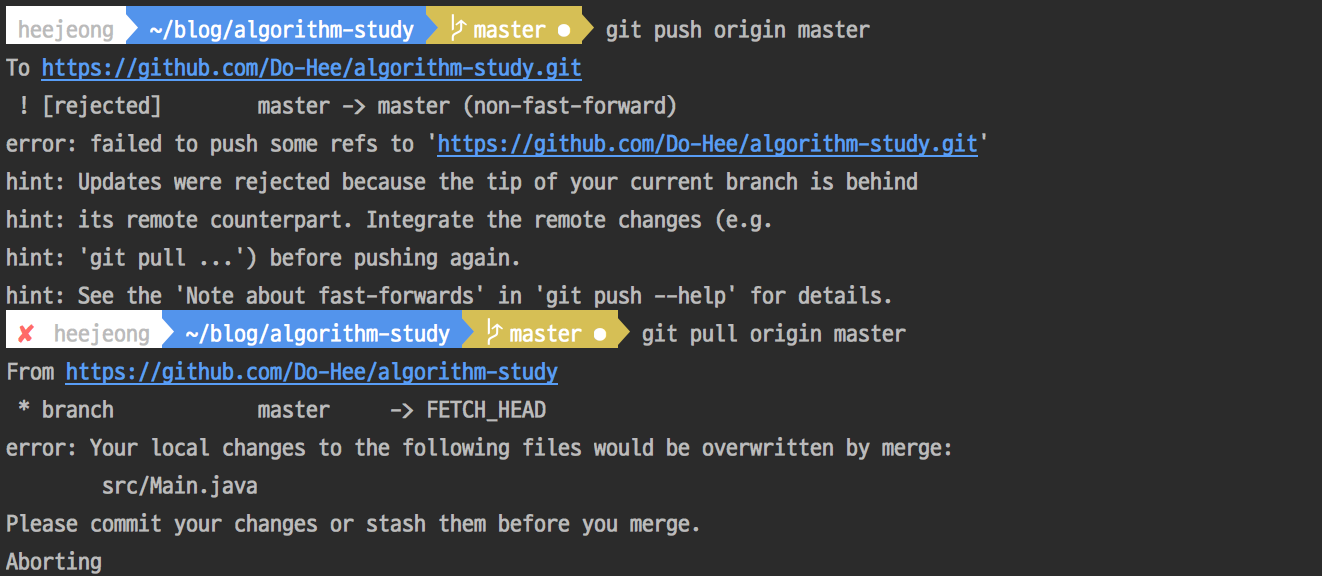 heejeong ~/blog/algorithm-study master ● git push origin master
To https://github.com/Do-Hee/algorithm-study.git
 ! [rejected]        master -> master (non-fast-forward)
error: failed to push some refs to 'https://github.com/Do-Hee/algorithm-study.git'
hint: Updates were rejected because the tip of your current branch is behind
hint: its remote counterpart. Integrate the remote changes (e.g.
hint: 'git pull ...') before pushing again.
hint: See the 'Note about fast-forwards' in 'git push --help' for details.
✘ heejeong ~/blog/algorithm-study master ● git pull origin master
From https://github.com/Do-Hee/algorithm-study
 * branch            master     -> FETCH_HEAD
error: Your local changes to the following files would be overwritten by merge:
        src/Main.java
Please commit your changes or stash them before you merge.
Aborting